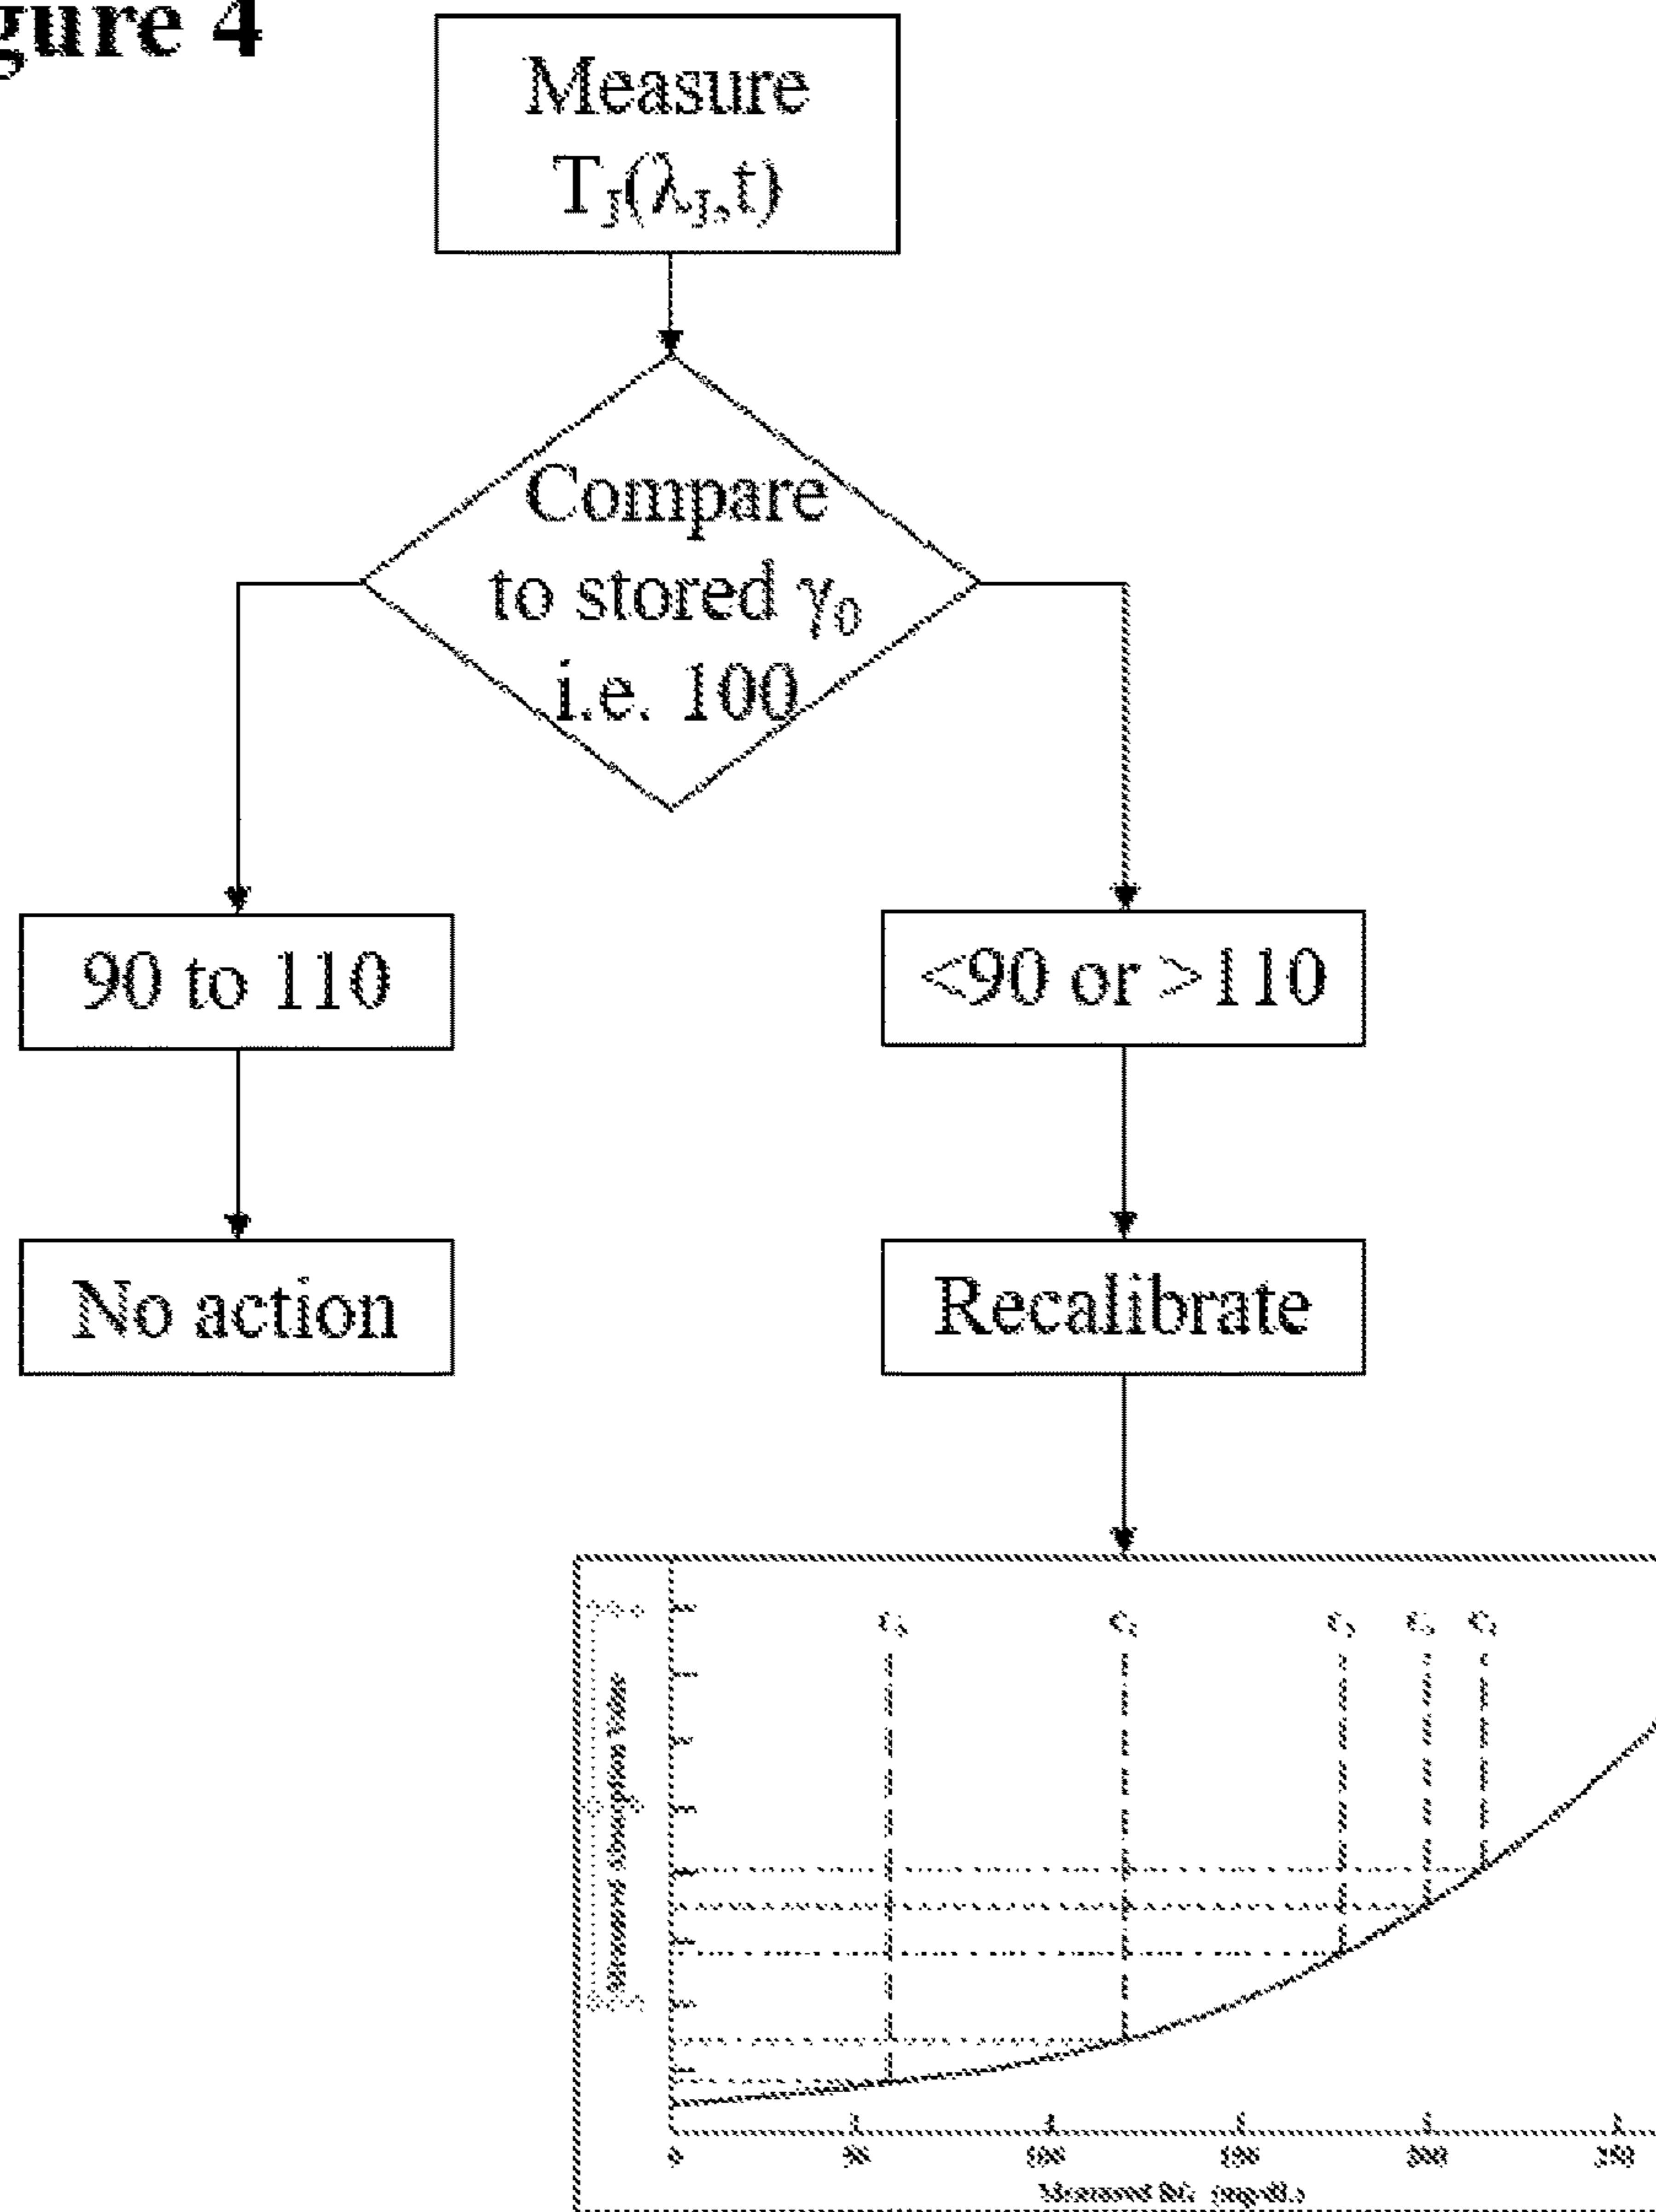 gure 4
Measure
T_J(λ_J,t)
Compare
to stored γ₀
i.e. 100
90 to 110
<90 or >110
No action
Recalibrate
0 50 100 150 200 250
Measured